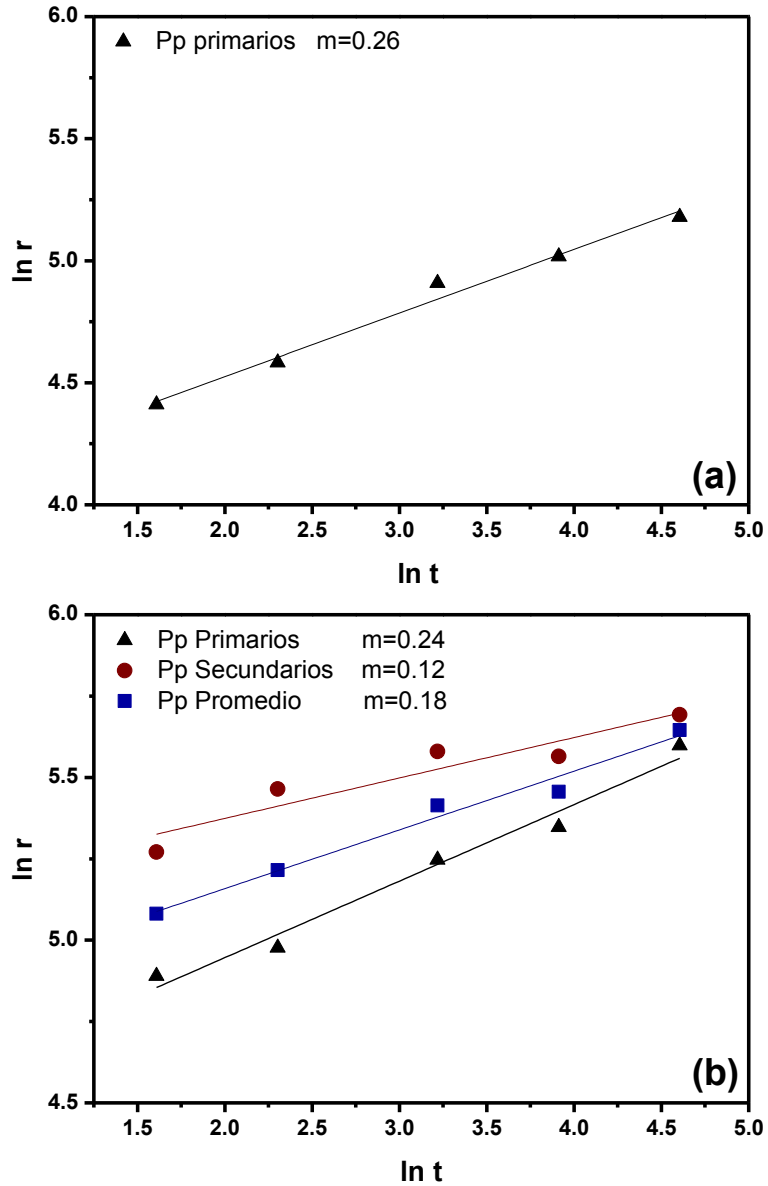 6.0
Pp primarios m=0.26
5.5
5.0
ln r
4.5
4.0
(a)
1.5 2.0 2.5 3.0 3.5 4.0 4.5 5.0
ln t
6.0
Pp Primarios m=0.24
Pp Secundarios m=0.12
Pp Promedio m=0.18
5.5
ln r
5.0
4.5
(b)
1.5 2.0 2.5 3.0 3.5 4.0 4.5 5.0
ln t